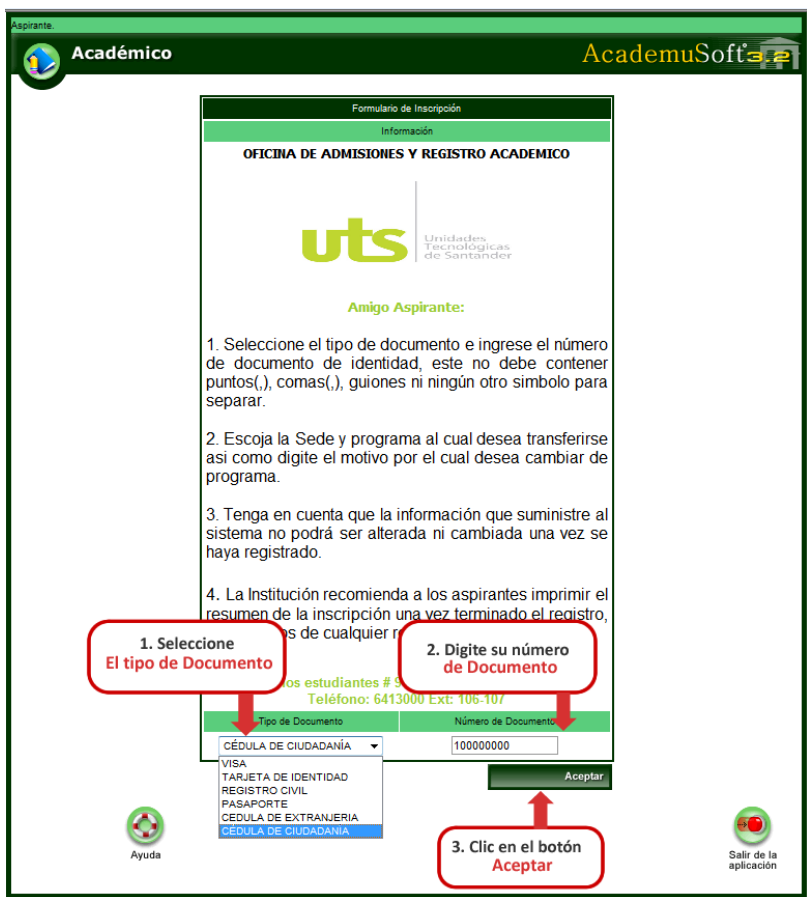 Aspirante.
Académico
AcademuSoft 3.2
Formulario de Inscripción
Información
OFICINA DE ADMISIONES Y REGISTRO ACADEMICO
uts
Unidades
Tecnológicas
de Santander
Amigo Aspirante:
1. Seleccione el tipo de documento e ingrese el número
de documento de identidad, este no debe contener
puntos(,), comas(,), guiones ni ningún otro simbolo para
separar.
2. Escoja la Sede y programa al cual desea transferirse
asi como digite el motivo por el cual desea cambiar de
programa.
3. Tenga en cuenta que la información que suministre al
sistema no podrá ser alterada ni cambiada una vez se
haya registrado.
4. La Institución recomienda a los aspirantes imprimir el
resumen de la inscripción una vez terminado el registro,
de cualquier
1. Seleccione
El tipo de Documento
2. Digite su número
de Documento
los estudiantes # 9
Teléfono: 6413000 Ext: 106-107
Tipo de Documento
Número de Documento
CÉDULA DE CIUDADANÍA
100000000
VISA
TARJETA DE IDENTIDAD
REGISTRO CIVIL
PASAPORTE
CEDULA DE EXTRANJERIA
CÉDULA DE CIUDADANÍA
Aceptar
3. Clic en el botón
Aceptar
Ayuda
Salir de la
aplicación